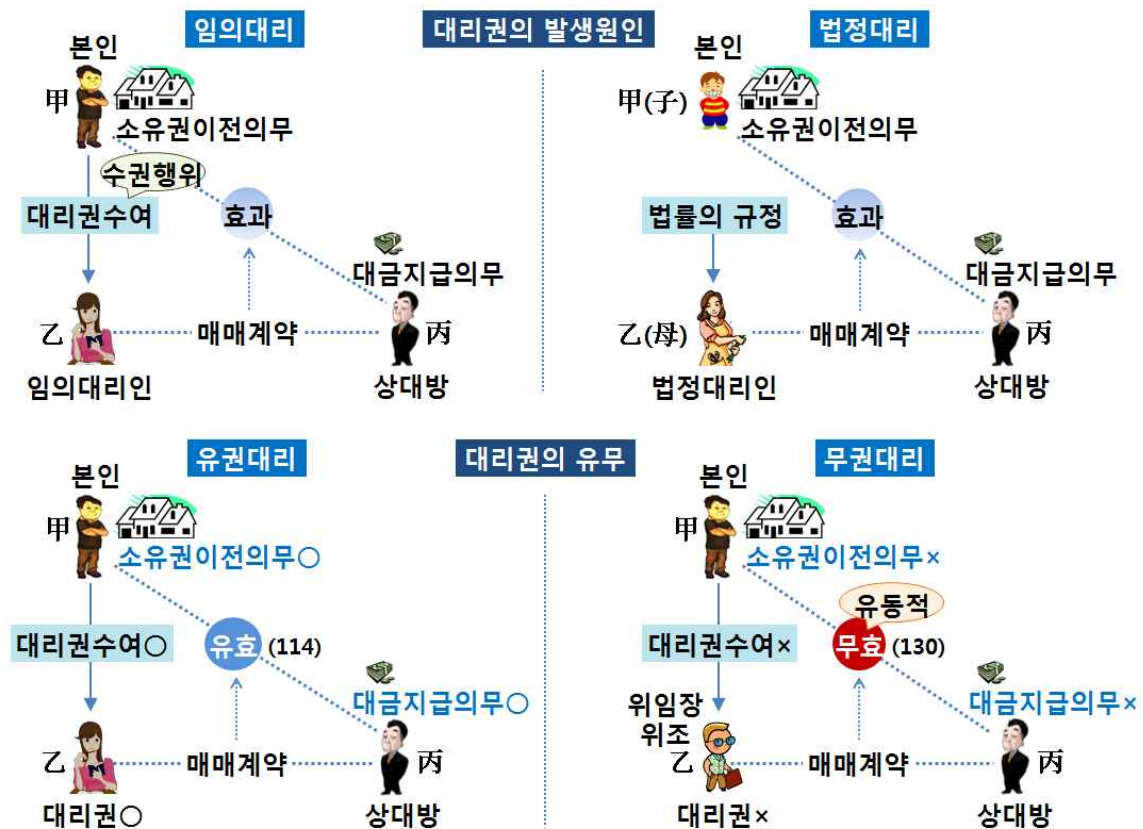 임의대리
대리권의 발생원인
법정대리
본인
甲
소유권이전의무
수권행위
대리권수여
효과
대금지급의무
乙
매매계약
丙
임의대리인
상대방
본인
甲(子)
소유권이전의무
법률의 규정
효과
대금지급의무
乙(母)
매매계약
丙
법정대리인
상대방
유권대리
대리권의 유무
무권대리
본인
甲
소유권이전의무○
대리권수여○
유효 (114)
대금지급의무○
乙
매매계약
丙
대리권○
상대방
본인
甲
소유권이전의무×
유동적
대리권수여×
무효 (130)
위임장
위조
대금지급의무×
乙
매매계약
丙
대리권×
상대방